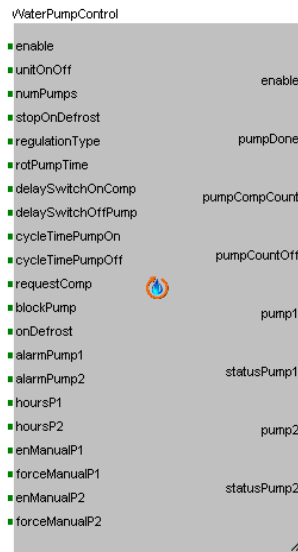 WaterPumpControl
enable
unitOnOff
numPumps
stopOnDefrost
regulationType
rotPumpTime
delaySwitchOnComp
delaySwitchOffPump
cycleTimePumpOn
cycleTimePumpOff
requestComp
blockPump
onDefrost
alarmPump1
alarmPump2
hoursP1
hoursP2
enManualP1
forceManualP1
enManualP2
forceManualP2
enable
pumpDone
pumpCompCount
pumpCountOff
pump1
statusPump1
pump2
statusPump2